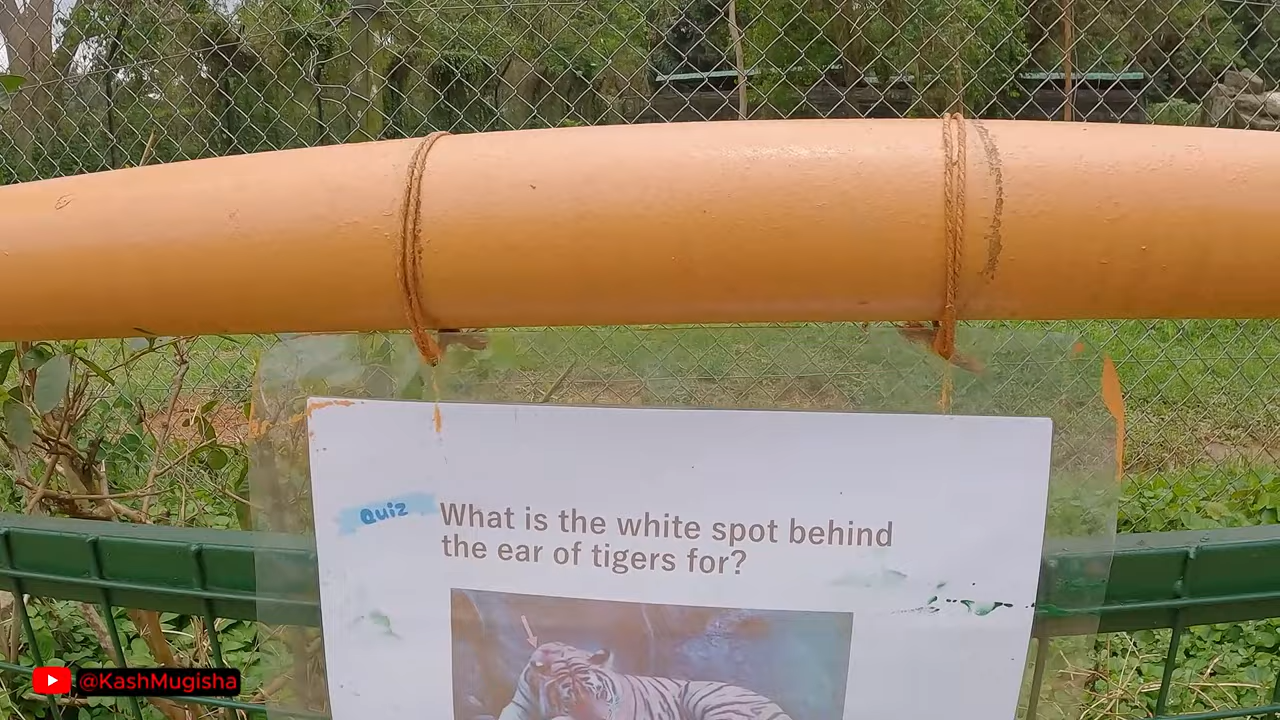 Quiz
What is the white spot behind
the ear of tigers for?
@KashMugisha